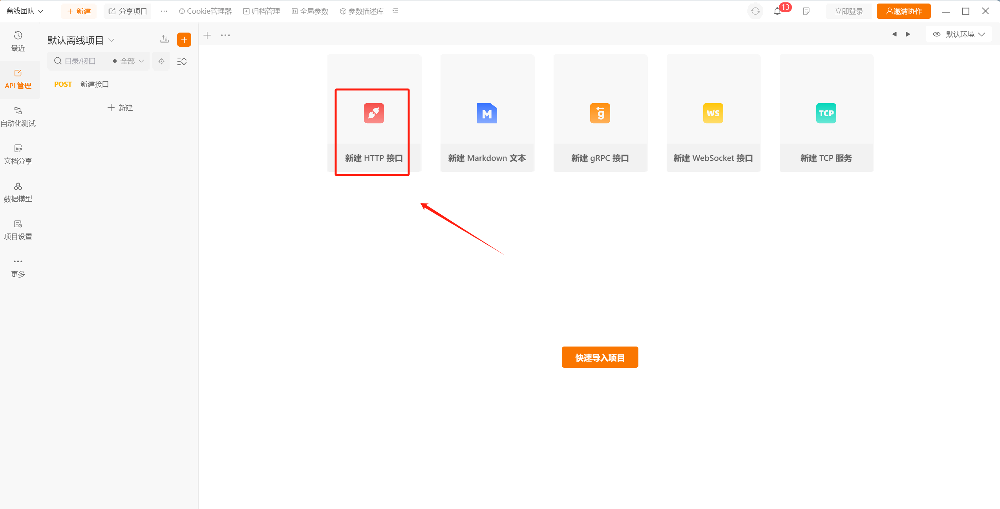 离线团队
新建
分享项目
Cookie管理器
归档管理
全局参数
参数描述库
13
立即登录
邀请协作
最近
API 管理
自动化测试
文档分享
数据模型
项目设置
更多
默认离线项目
目录/接口
全部
POST 新建接口
新建
默认环境
新建 HTTP 接口
M
新建 Markdown 文本
g
新建 gRPC 接口
WS
新建 WebSocket 接口
TCP
新建 TCP 服务
快速导入项目